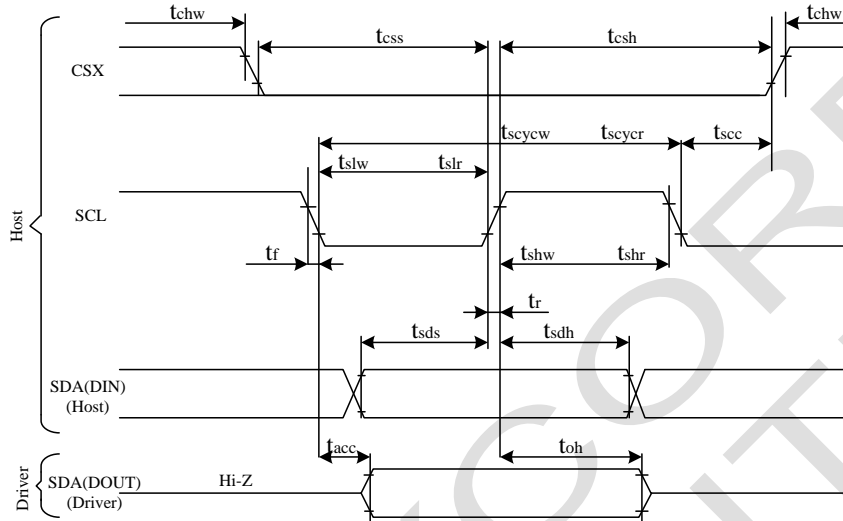 tchw
tcss
tcsh
tchw
CSX
tscycw
tscycr
tscc
tslw
tslr
SCL
Host
tf
tshw
tshr
tr
tsds
tsdh
SDA(DIN)
(Host)
tacc
toh
Driver
SDA(DOUT)
(Driver)
Hi-Z